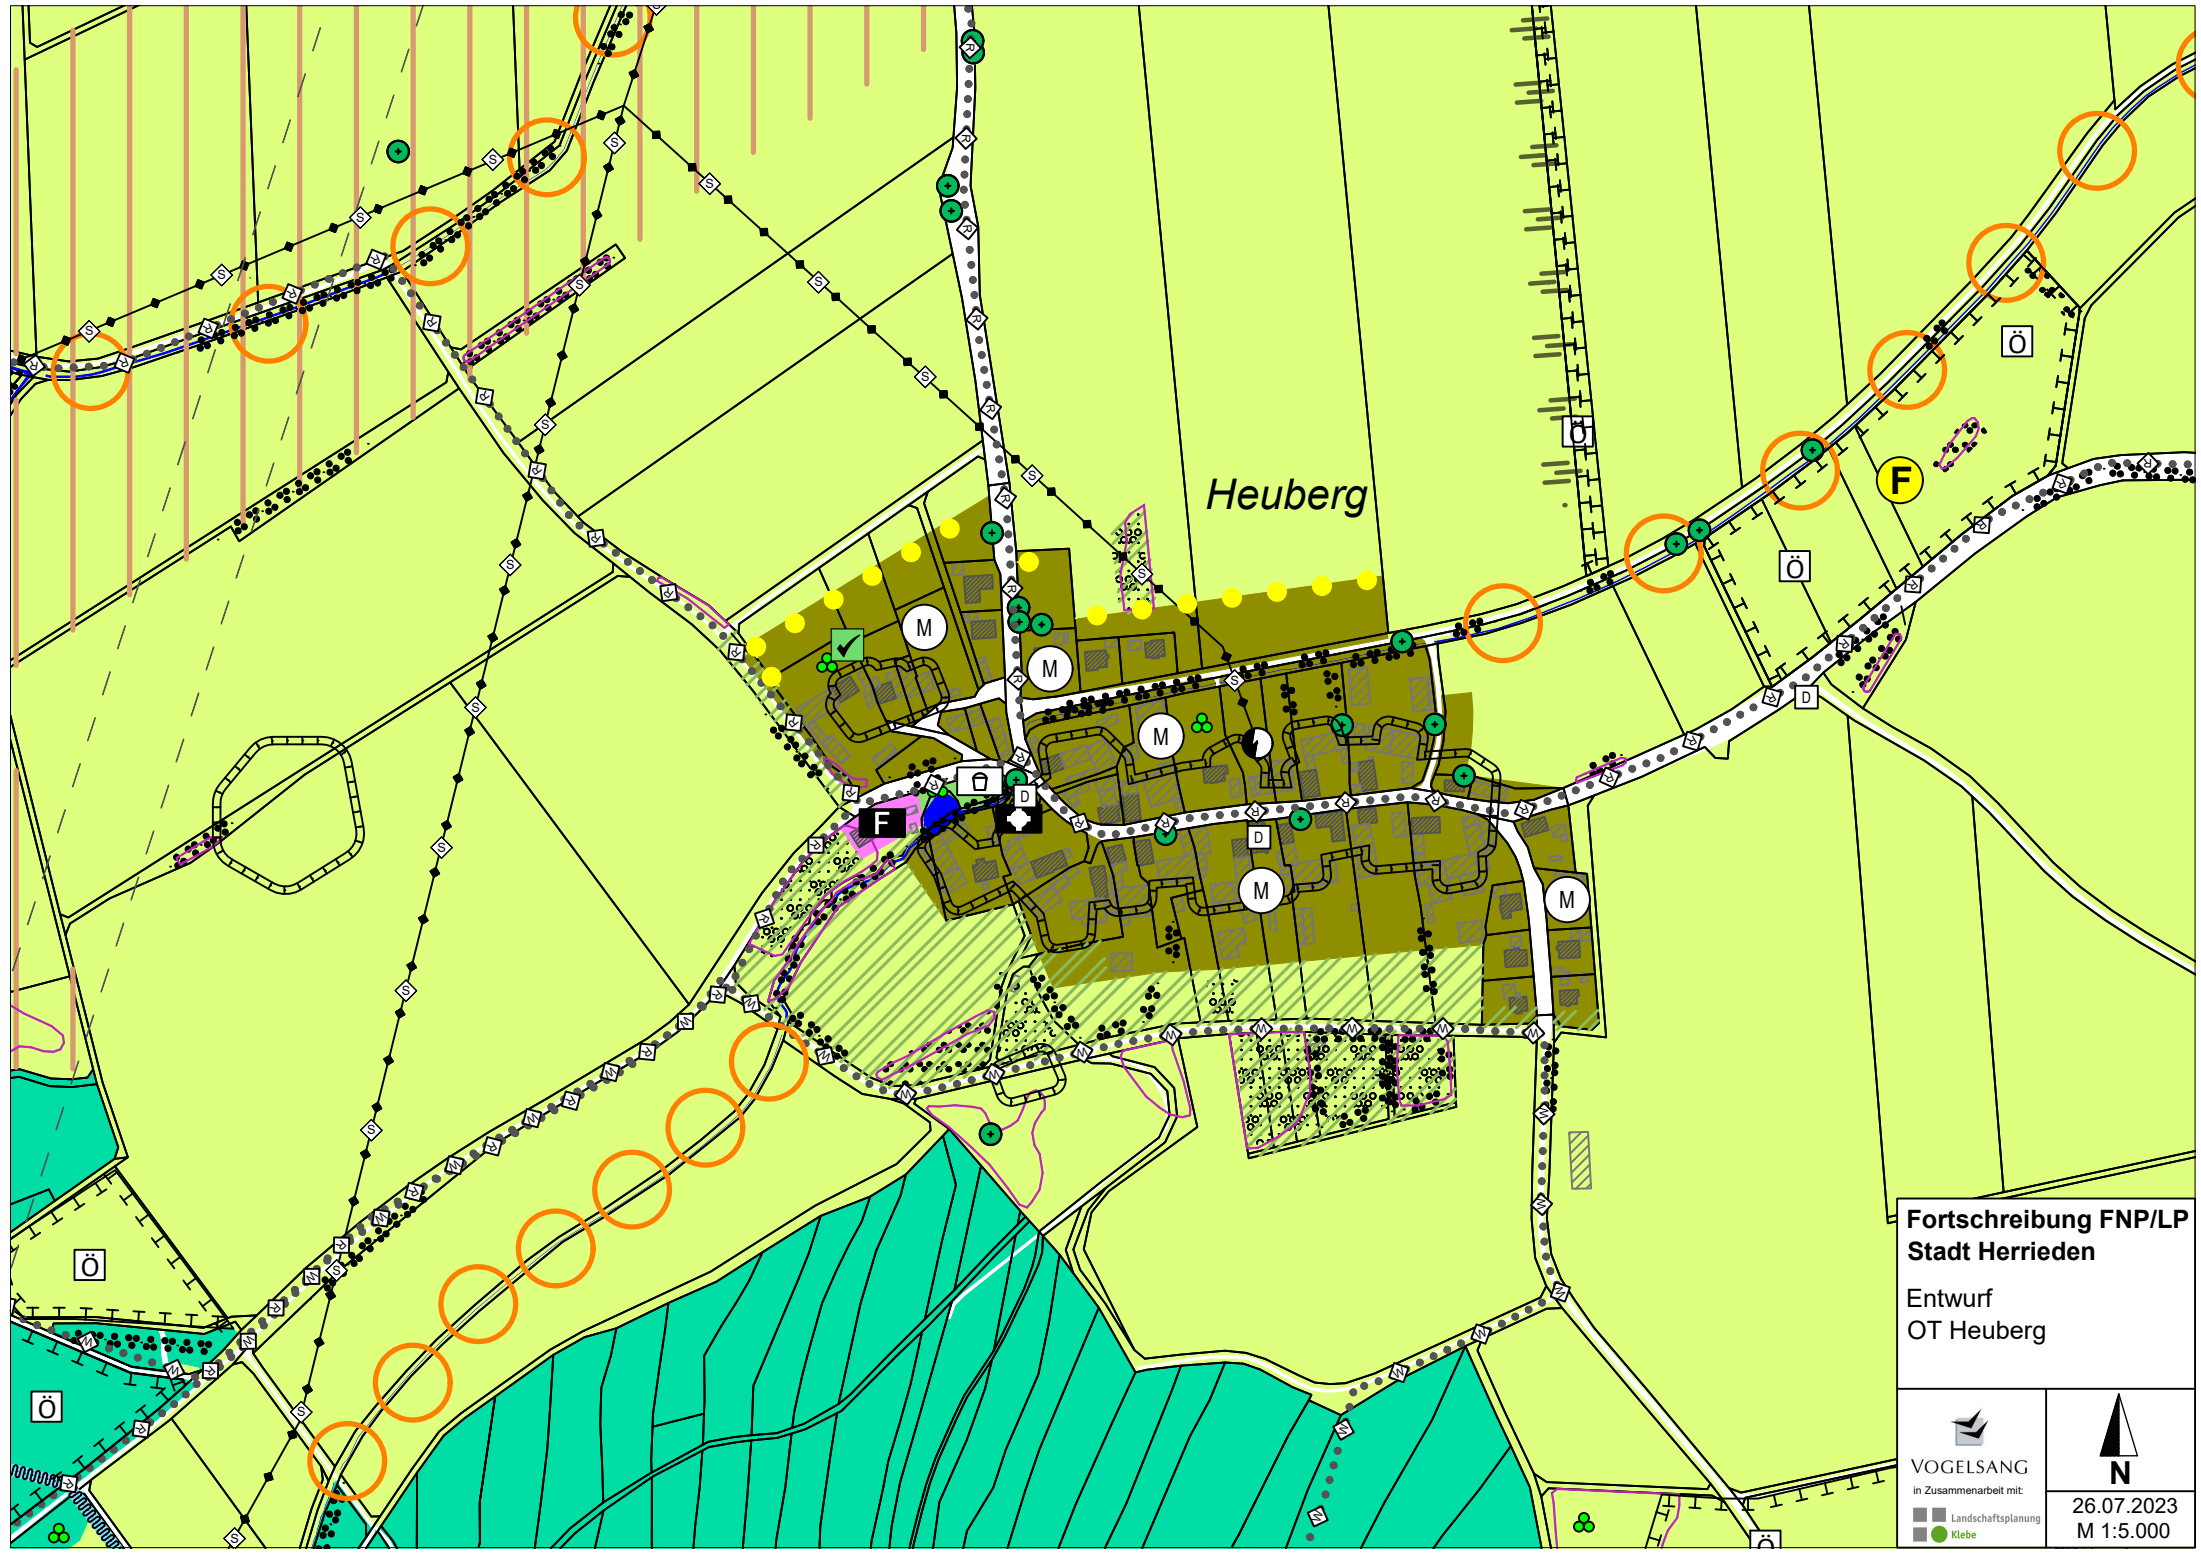 Heuberg
F
Ö
Ö
Ö
M
M
M
D
F
D
D
M
M
Ö
Ö
Ö
Fortschreibung FNP/LP
Stadt Herrieden
Entwurf
OT Heuberg
VOGELSANG
in Zusammenarbeit mit:
Landschaftsplanung
Klebe
N
26.07.2023
M 1:5.000